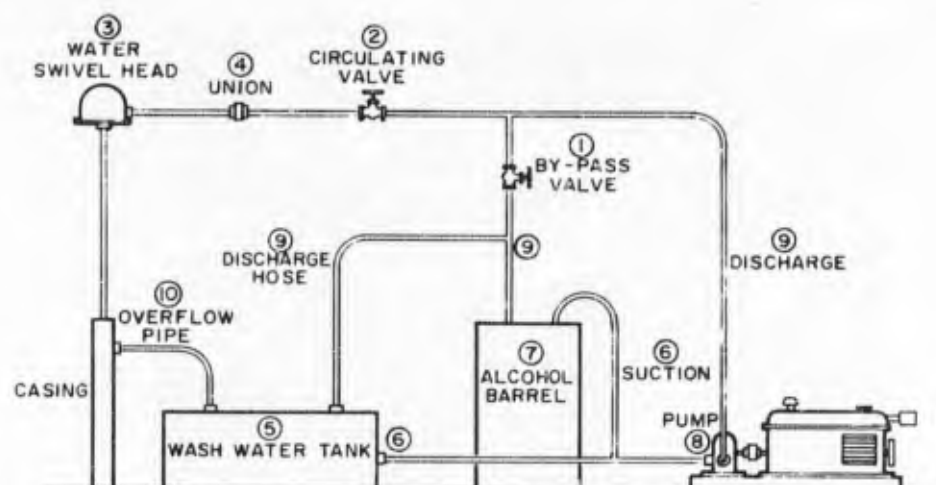 ③
WATER
SWIVEL HEAD
④
UNION
②
CIRCULATING
VALVE
①
BY-PASS
VALVE
⑨
DISCHARGE
HOSE
⑨
⑨
DISCHARGE
⑩
OVERFLOW
PIPE
CASING
⑦
ALCOHOL
BARREL
⑥
SUCTION
⑤
WASH WATER TANK
⑥
PUMP
⑧